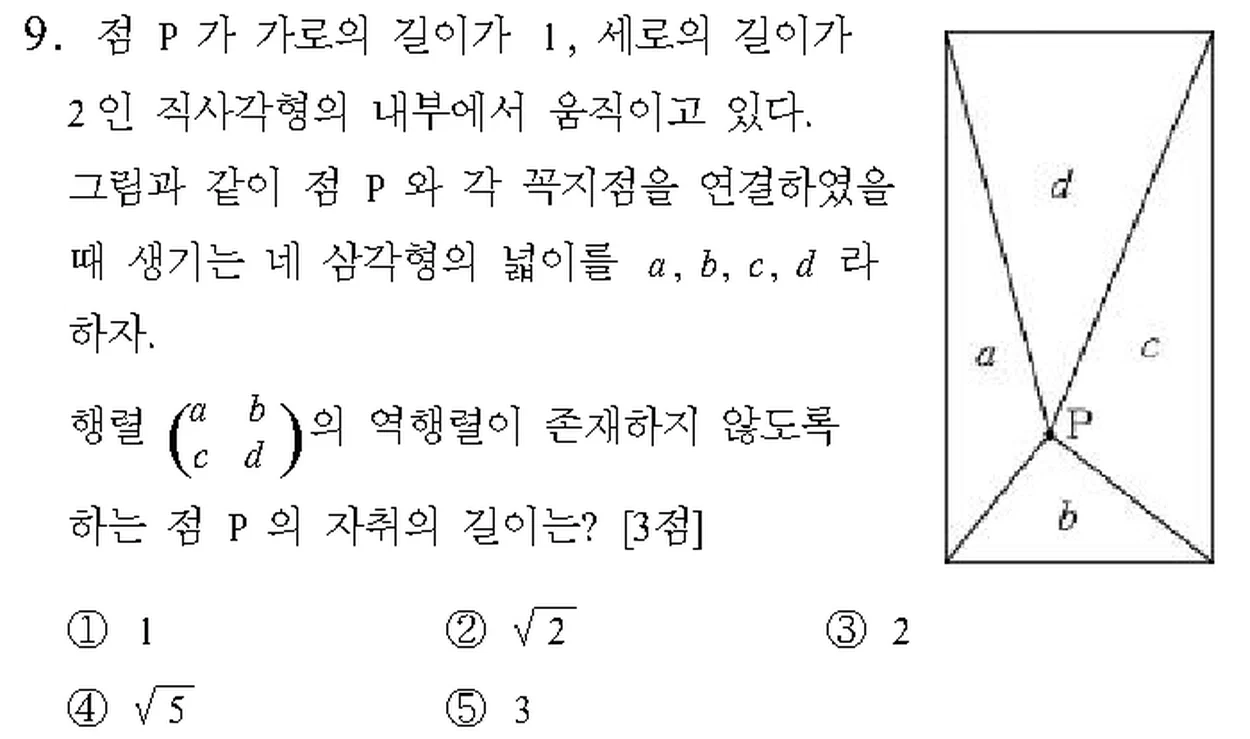 9. 점 P 가 가로의 길이가 1, 세로의 길이가
2인 직사각형의 내부에서 움직이고 있다.
그림과 같이 점 P 와 각 꼭지점을 연결하였을
때 생기는 네 삼각형의 넓이를 a, b, c, d 라
하자.
행렬 (a b
c d)의 역행렬이 존재하지 않도록
하는 점 P 의 자취의 길이는? [3점]
① 1 ② √2 ③ 2
④ √5 ⑤ 3
d
a
c
P
b